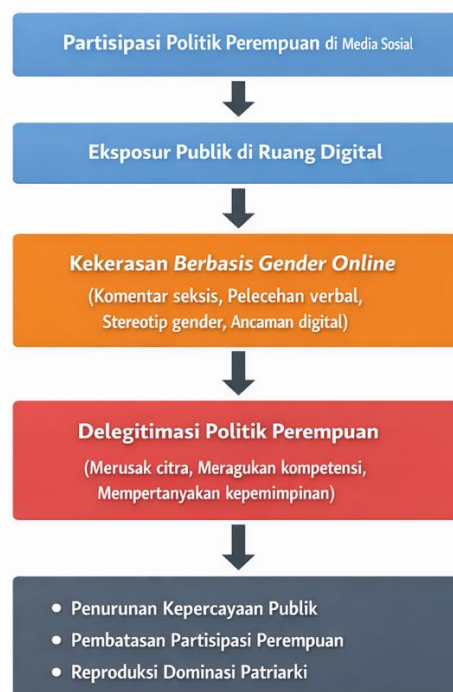 Partisipasi Politik Perempuan di Media Sosial
Eksposur Publik di Ruang Digital
Kekerasan Berbasis Gender Online
(Komentar seksis, Pelecehan verbal,
Stereotip gender, Ancaman digital)
Delegitimasi Politik Perempuan
(Merusak citra, Meragukan kompetensi,
Mempertanyakan kepemimpinan)
• Penurunan Kepercayaan Publik
• Pembatasan Partisipasi Perempuan
• Reproduksi Dominasi Patriarki